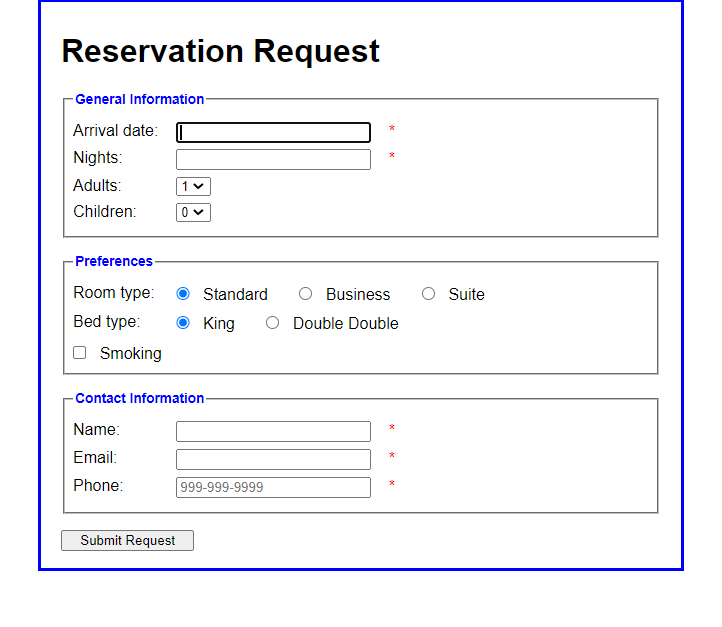 Reservation Request
General Information
Arrival date: *
Nights: *
Adults: 1
Children: 0
Preferences
Room type: Standard Business Suite
Bed type: King Double Double
Smoking
Contact Information
Name: *
Email: *
Phone: 999-999-9999 *
Submit Request